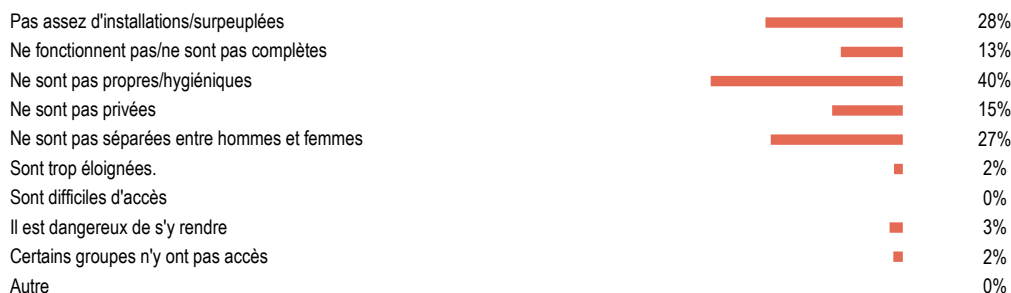 Pas assez d'installations/surpeuplées 28%
Ne fonctionnent pas/ne sont pas complètes 13%
Ne sont pas propres/hygiéniques 40%
Ne sont pas privées 15%
Ne sont pas séparées entre hommes et femmes 27%
Sont trop éloignées. 2%
Sont difficiles d'accès 0%
Il est dangereux de s'y rendre 3%
Certains groupes n'y ont pas accès 2%
Autre 0%